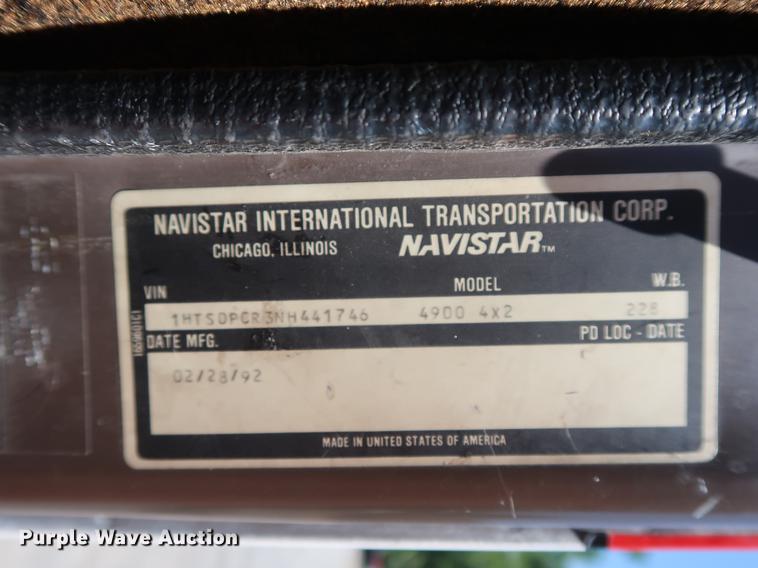 NAVISTAR INTERNATIONAL TRANSPORTATION CORP.
CHICAGO, ILLINOIS NAVISTAR™
VIN MODEL W.B.
1HTSDPCR3NH441746 4900 4X2 228
DATE MFG. PD LOC - DATE
02/28/92
MADE IN UNITED STATES OF AMERICA
Purple Wave Auction